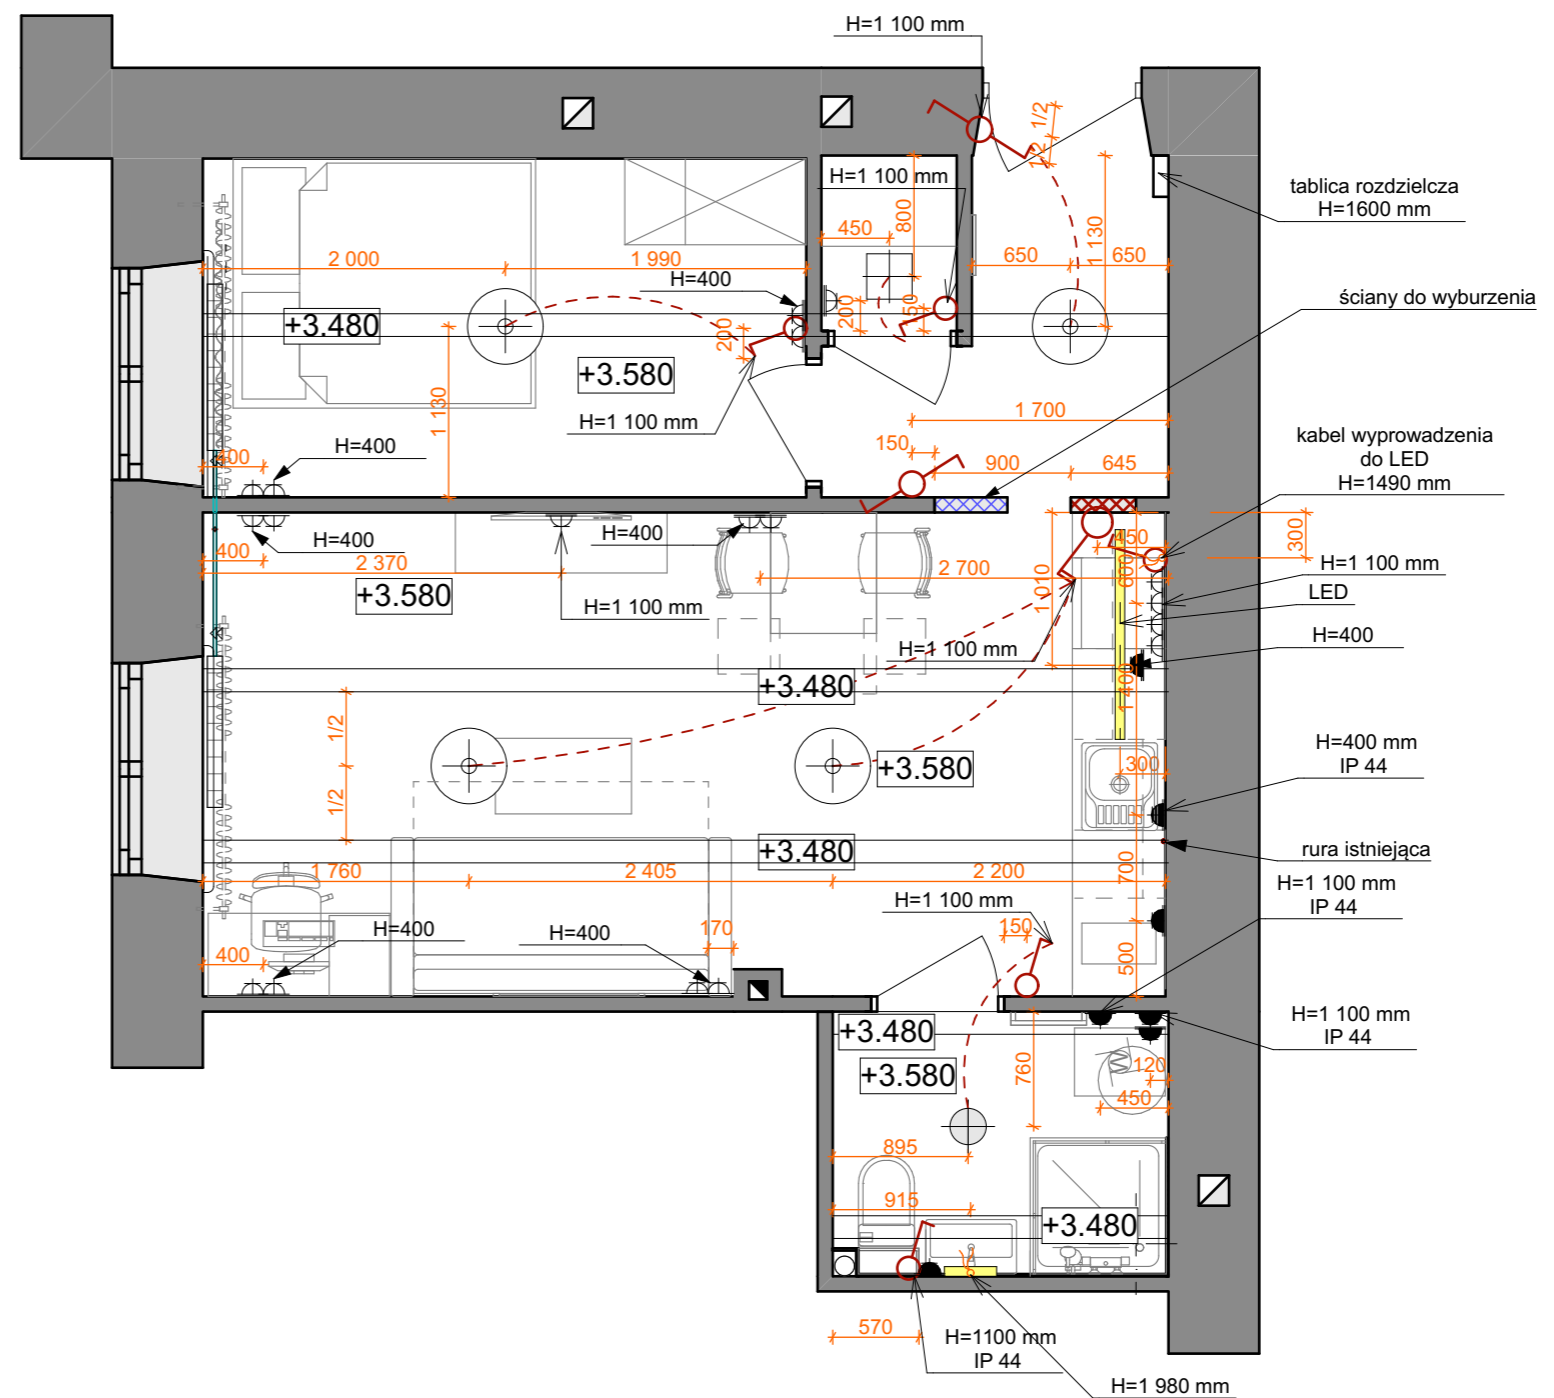 H=1 100 mm
1/2
1/2
H=1 100 mm
tablica rozdzielcza
H=1600 mm
450
800
650
1 130
650
2 000
1 990
H=400
ściany do wyburzenia
+3.480
200
200
150
+3.580
1 130
H=1 100 mm
1 700
H=400
400
150
900
645
kabel wyprowadzenia
do LED
H=1490 mm
H=400
H=400
400
2 370
+3.580
2 700
450
600
300
H=1 100 mm
LED
H=1 100 mm
1 010
H=1 100 mm
H=400
+3.480
1 400
1/2
1/2
+3.580
300
H=400 mm
IP 44
+3.480
rura istniejąca
1 760
2 405
2 200
700
H=1 100 mm
IP 44
H=1 100 mm
H=400
H=400
170
150
400
500
+3.480
H=1 100 mm
IP 44
+3.580
760
120
450
895
915
+3.480
570
H=1100 mm
IP 44
H=1 980 mm